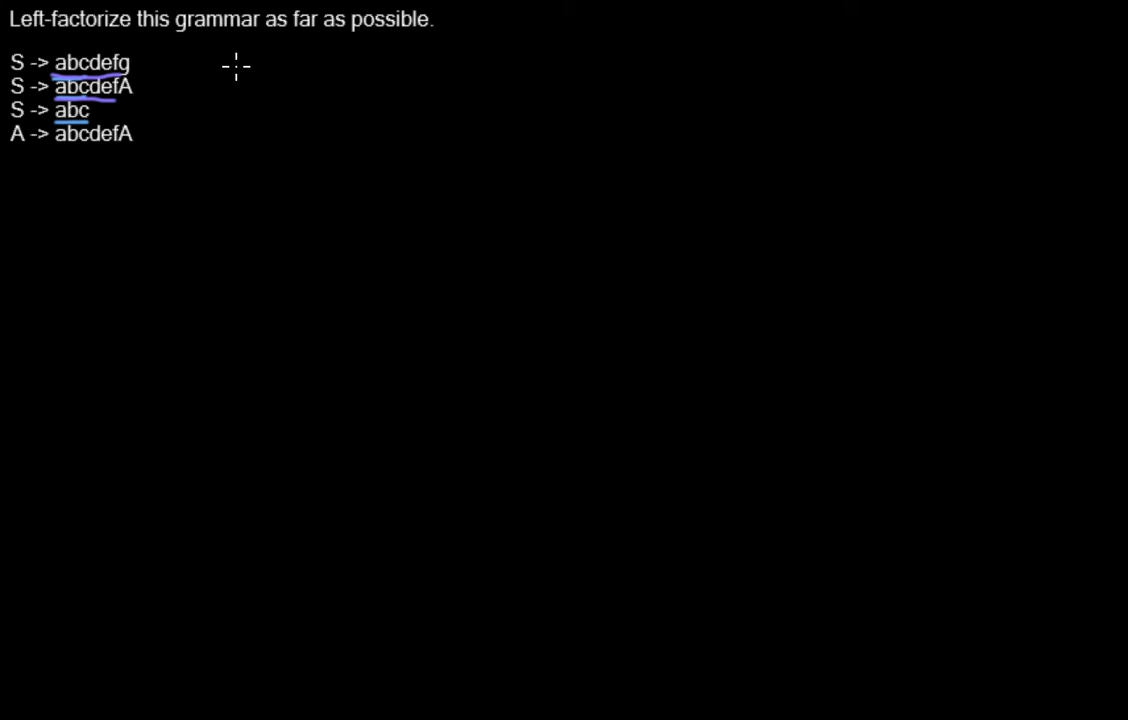 Left-factorize this grammar as far as possible.
S -> abcdefg
S -> abcdefA
S -> abc
A -> abcdefA